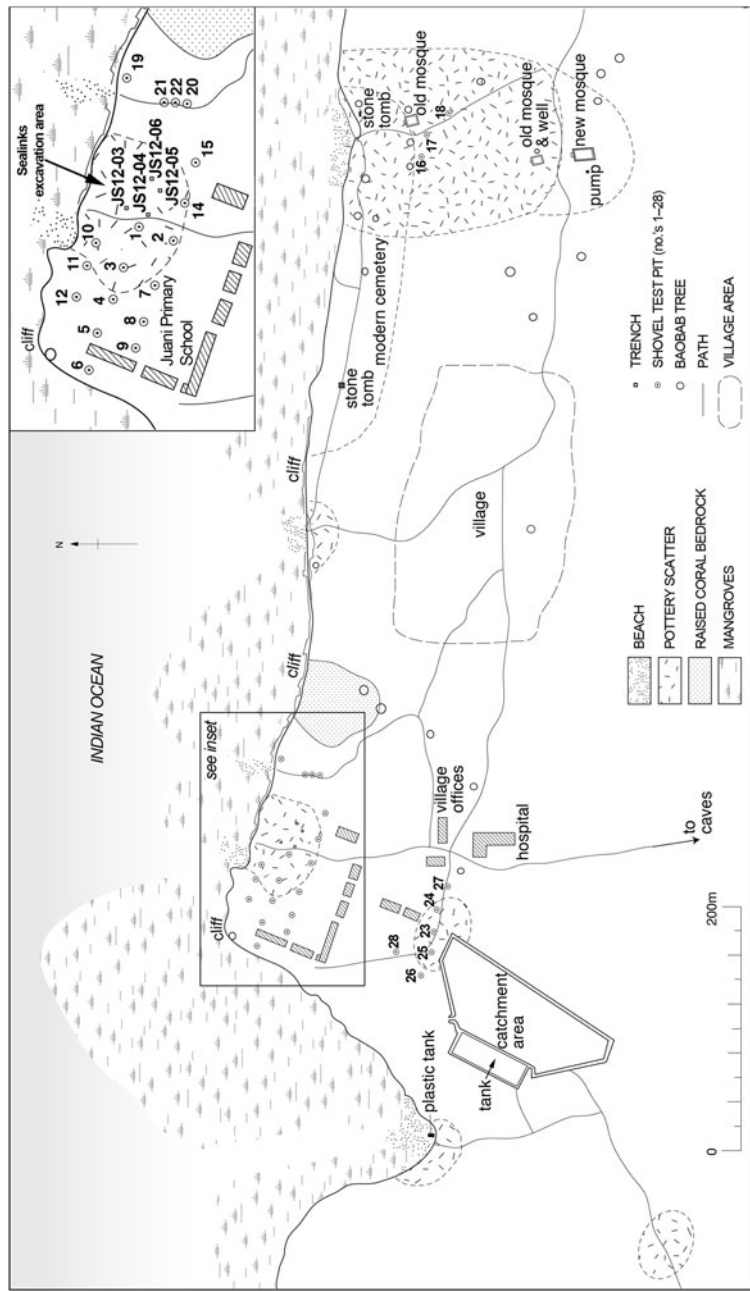 INDIAN OCEAN
N
see inset
cliff
cliff
cliff
plastic tank
tank
catchment
area
26
25
28
23
24
27
village
offices
hospital
to
caves
village
stone
tomb
modern cemetery
stone
tomb
old mosque
16
17
18
old mosque
& well
new mosque
pump
Sealinks
excavation area
cliff
6
5
12
4
11
10
3
9
8
7
2
1
JS12-03
JS12-04
JS12-06
JS12-05
14
15
19
21
22
20
Juani Primary
School
0
200m
BEACH
POTTERY SCATTER
RAISED CORAL BEDROCK
MANGROVES
TRENCH
SHOVEL TEST PIT (no.'s 1–28)
BAOBAB TREE
PATH
VILLAGE AREA